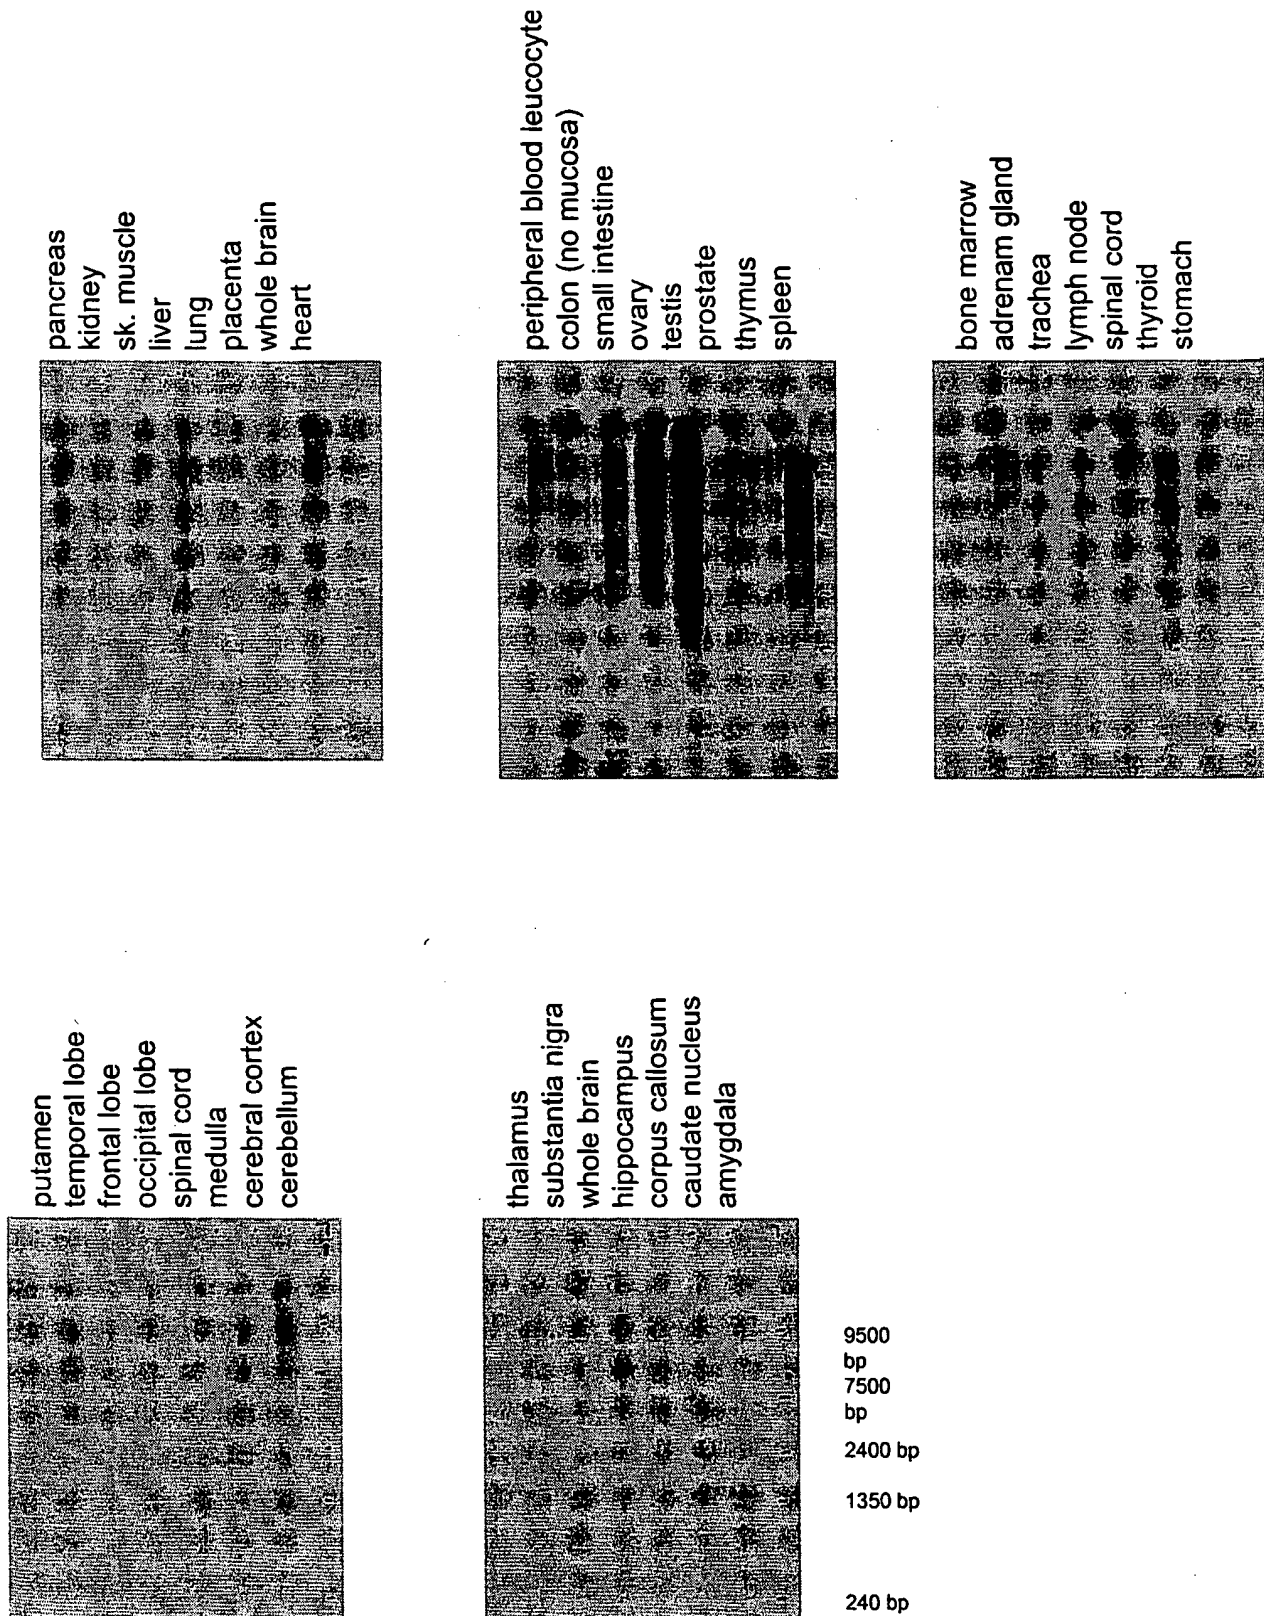 pancreas
kidney
sk. muscle
liver
lung
placenta
whole brain
heart
peripheral blood leucocyte
colon (no mucosa)
small intestine
ovary
testis
prostate
thymus
spleen
bone marrow
adrenam gland
trachea
lymph node
spinal cord
thyroid
stomach
putamen
temporal lobe
frontal lobe
occipital lobe
spinal cord
medulla
cerebral cortex
cerebellum
thalamus
substantia nigra
whole brain
hippocampus
corpus callosum
caudate nucleus
amygdala
9500
bp
7500
bp
2400 bp
1350 bp
240 bp